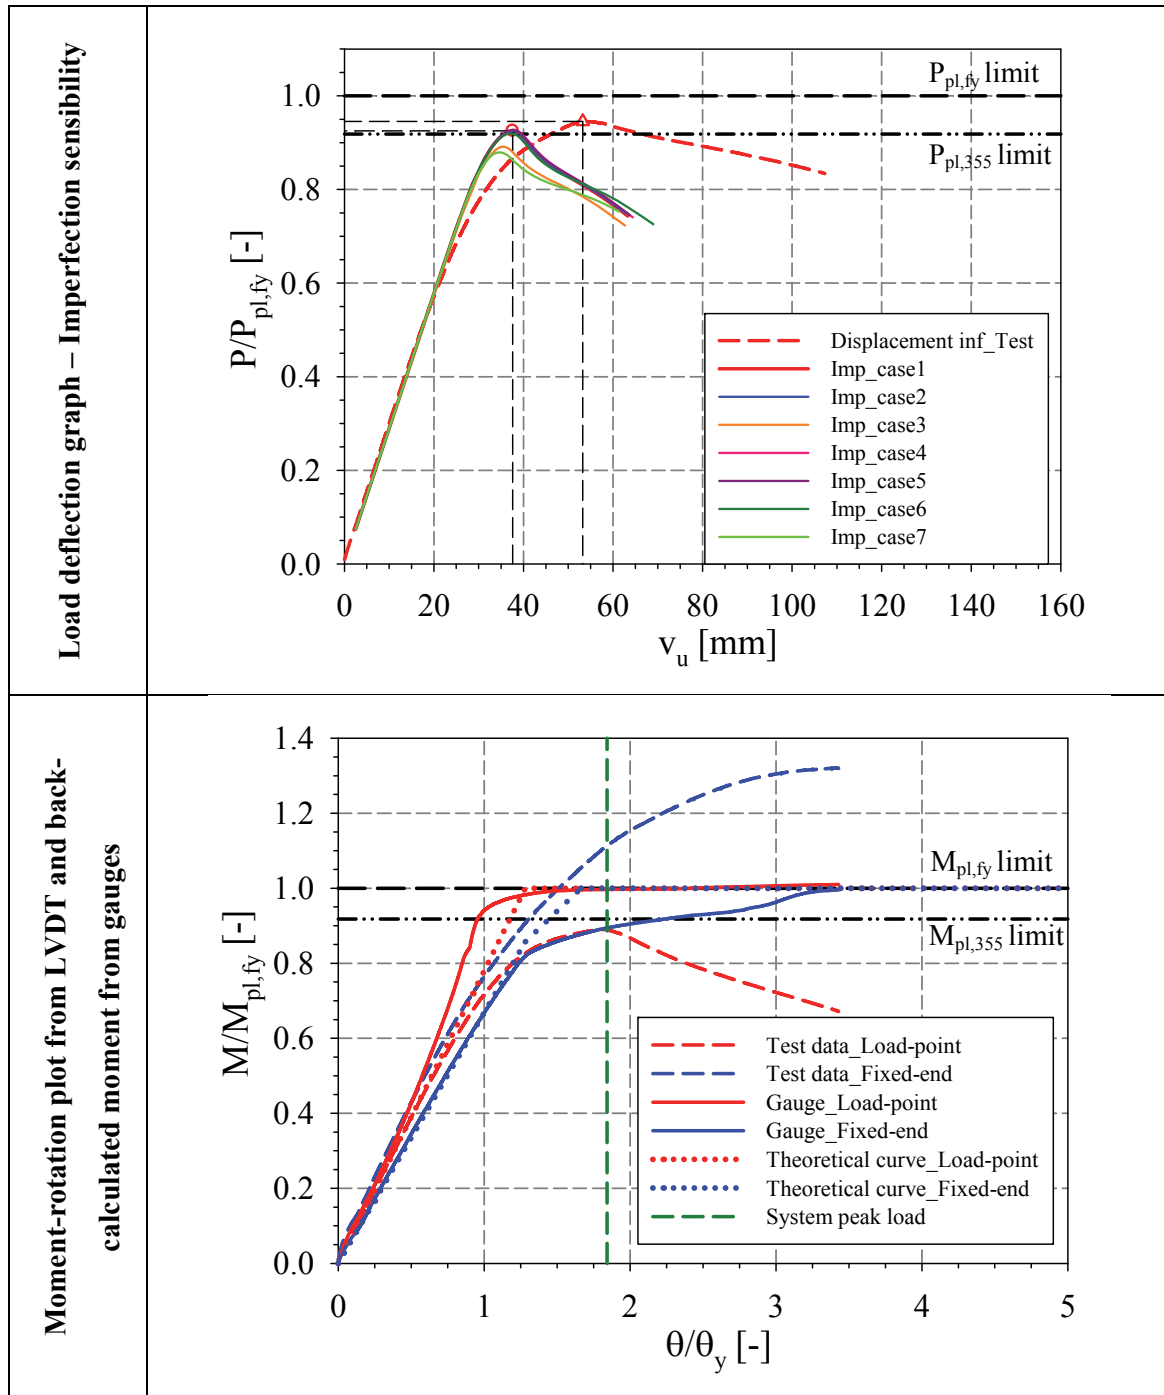 Load deflection graph – Imperfection sensibility
P/Ppl,fy [-]
1.0
0.8
0.6
0.4
0.2
0.0
Ppl,fy limit
Ppl,355 limit
Displacement inf_Test
Imp_case1
Imp_case2
Imp_case3
Imp_case4
Imp_case5
Imp_case6
Imp_case7
0 20 40 60 80 100 120 140 160
vu [mm]
Moment-rotation plot from LVDT and back-
calculated moment from gauges
M/Mpl,fy [-]
1.4
1.2
1.0
0.8
0.6
0.4
0.2
0.0
Mpl,fy limit
Mpl,355 limit
Test data_Load-point
Test data_Fixed-end
Gauge_Load-point
Gauge_Fixed-end
Theoretical curve_Load-point
Theoretical curve_Fixed-end
System peak load
0 1 2 3 4 5
θ/θy [-]